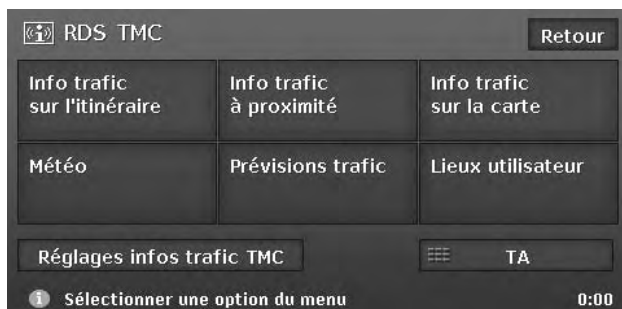 RDS TMC
Retour
Info trafic
sur l'itinéraire
Info trafic
à proximité
Info trafic
sur la carte
Météo
Prévisions trafic
Lieux utilisateur
Réglages infos trafic TMC
TA
Sélectionner une option du menu
0:00